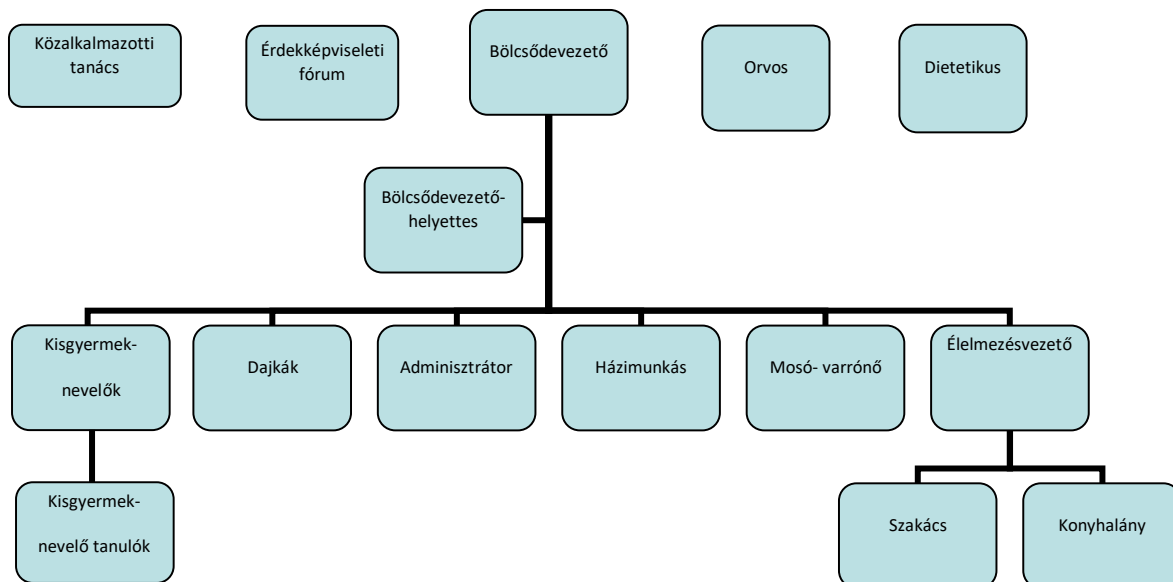 Közalkalmazotti
tanács
Érdekképviseleti
fórum
Bölcsődevezető
Orvos
Dietetikus
Bölcsődevezető-
helyettes
Kisgyermek-
nevelők
Dajkák
Adminisztrátor
Házimunkás
Mosó- varrónő
Élelmezésvezető
Kisgyermek-
nevelő tanulók
Szakács
Konyhalány